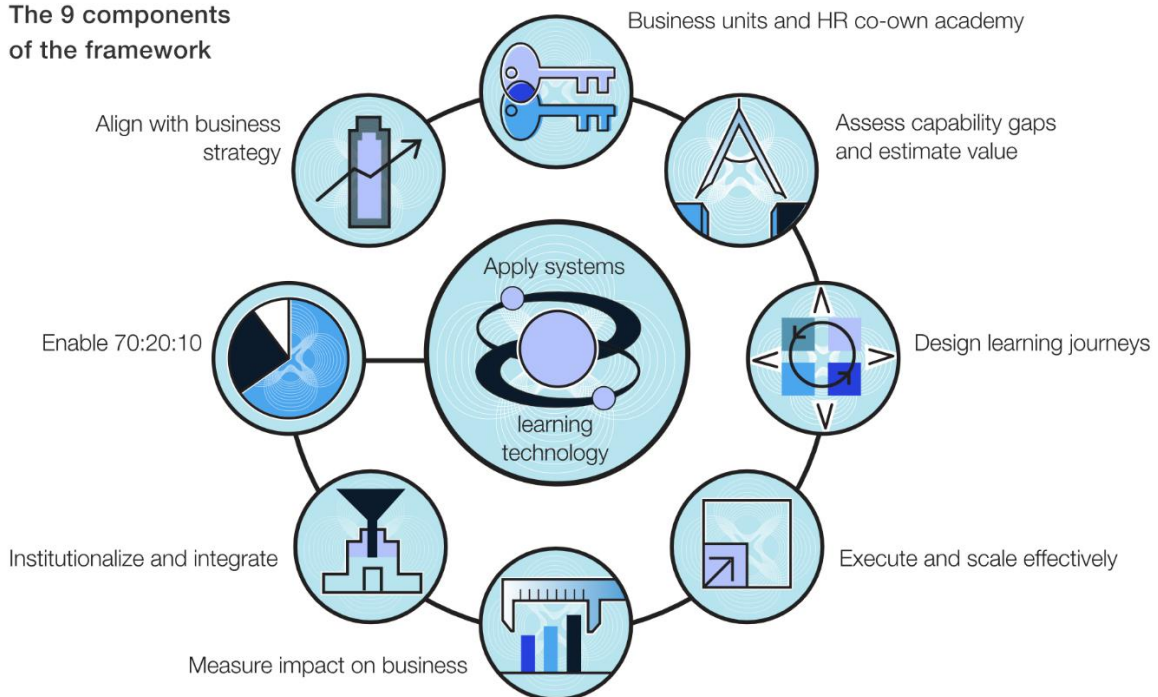 The 9 components
of the framework
Business units and HR co-own academy
Align with business
strategy
Assess capability gaps
and estimate value
Apply systems
learning
technology
Enable 70:20:10
Design learning journeys
Institutionalize and integrate
Execute and scale effectively
Measure impact on business